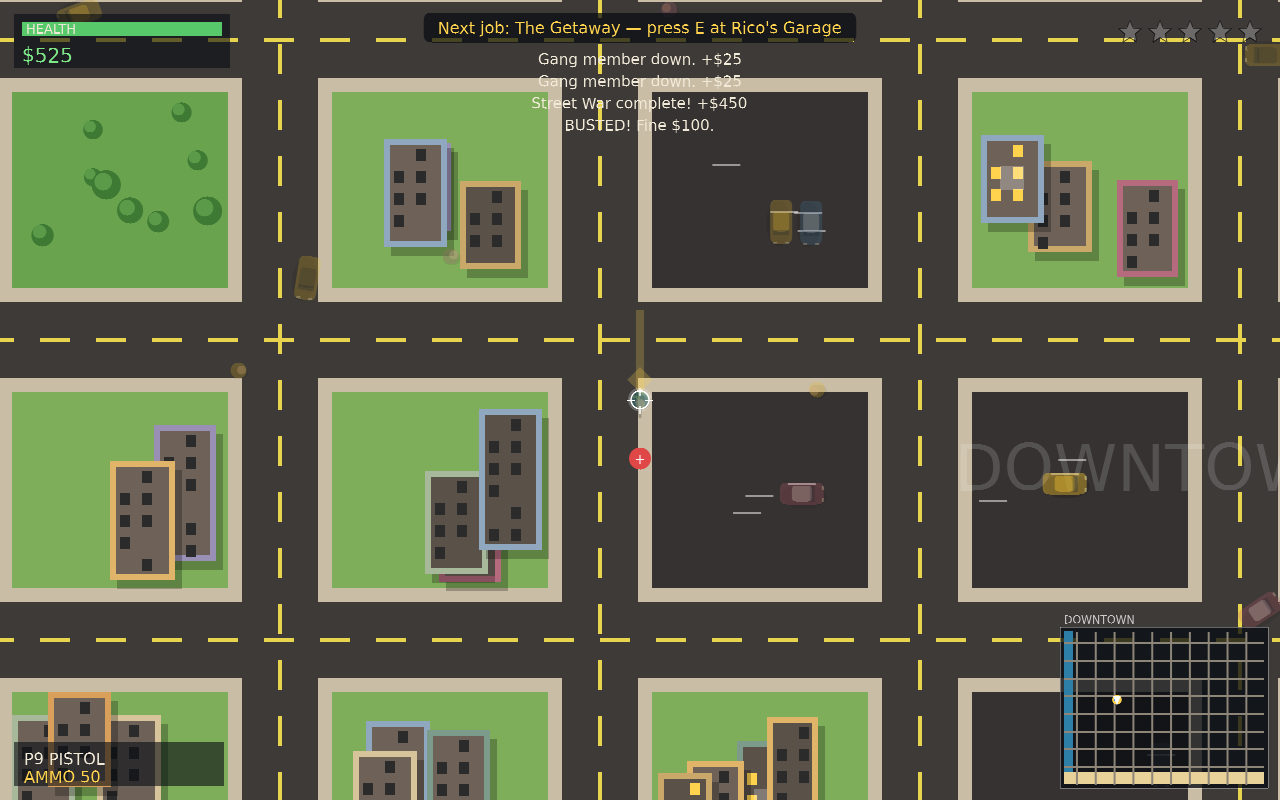 HEALTH
$525
Next job: The Getaway — press E at Rico's Garage
Gang member down. +$25
Gang member down. +$25
Street War complete! +$450
BUSTED! Fine $100.
+
DOWNTOW
DOWNTOWN
P9 PISTOL
AMMO 50